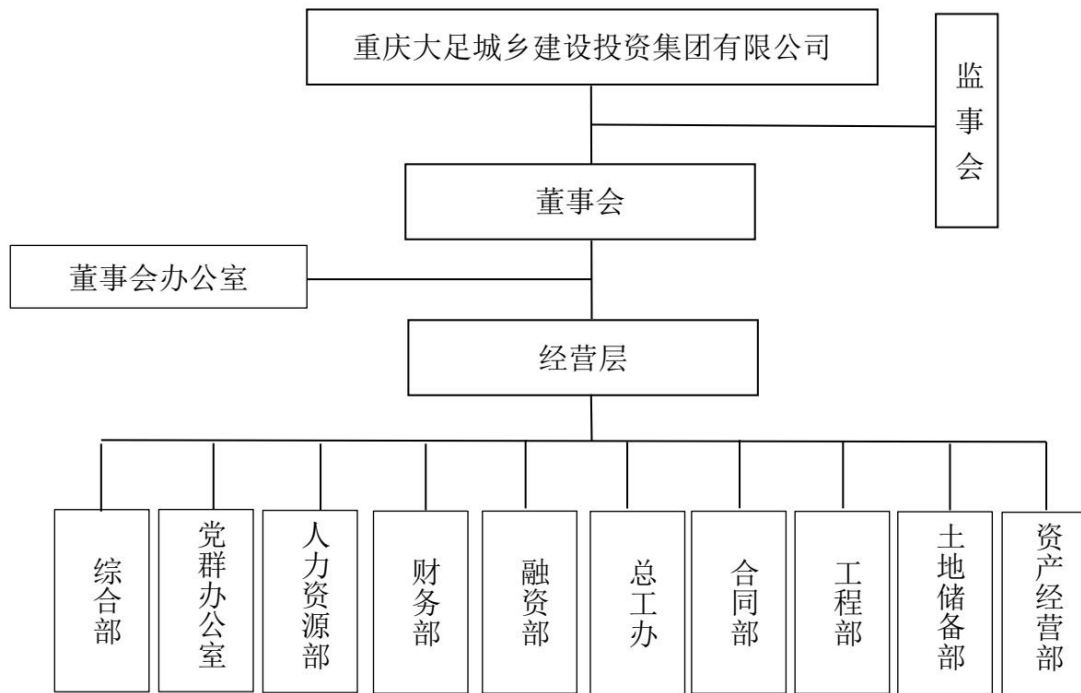 重庆大足城乡建设投资集团有限公司
监事会
董事会
董事会办公室
经营层
综合部
党群办公室
人力资源部
财务部
融资部
总工办
合同部
工程部
土地储备部
资产经营部